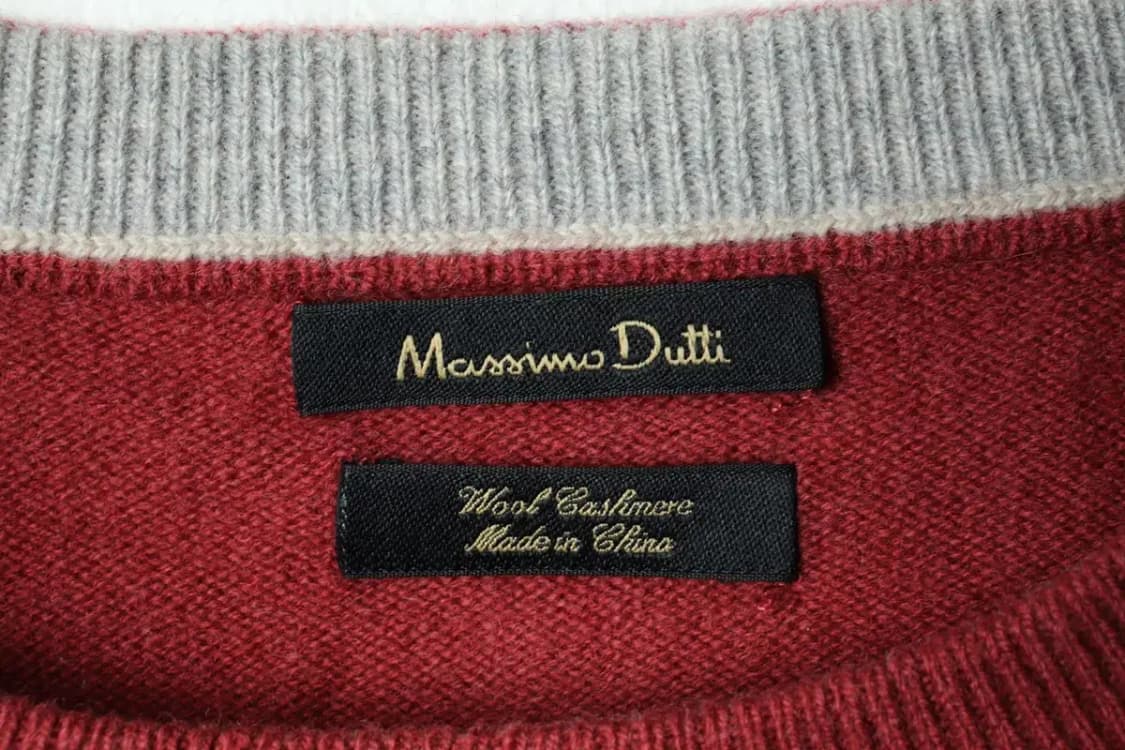 Massimo Dutti
Wool Cashmere
Made in China